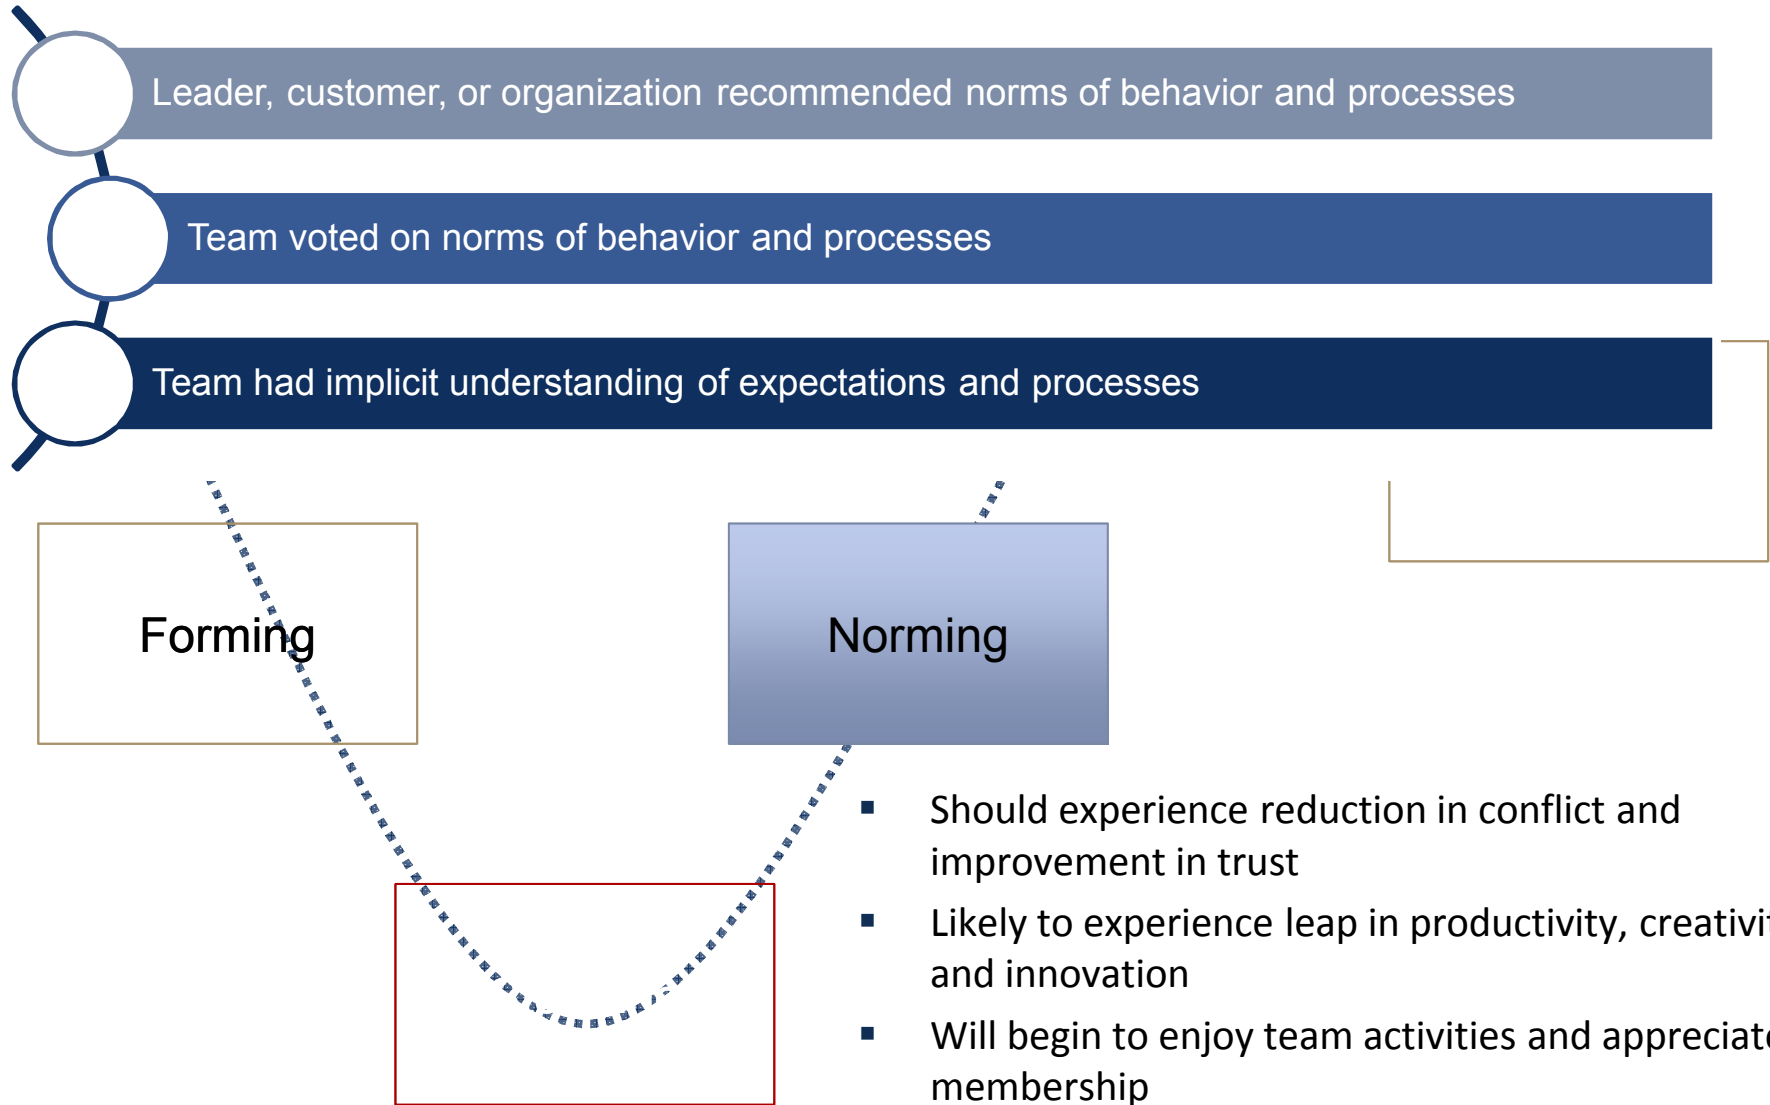 Leader, customer, or organization recommended norms of behavior and processes
Team voted on norms of behavior and processes
Team had implicit understanding of expectations and processes
Forming
Norming
▪ Should experience reduction in conflict and
improvement in trust
▪ Likely to experience leap in productivity,
and innovation
▪ Will begin to enjoy team activities and
membership